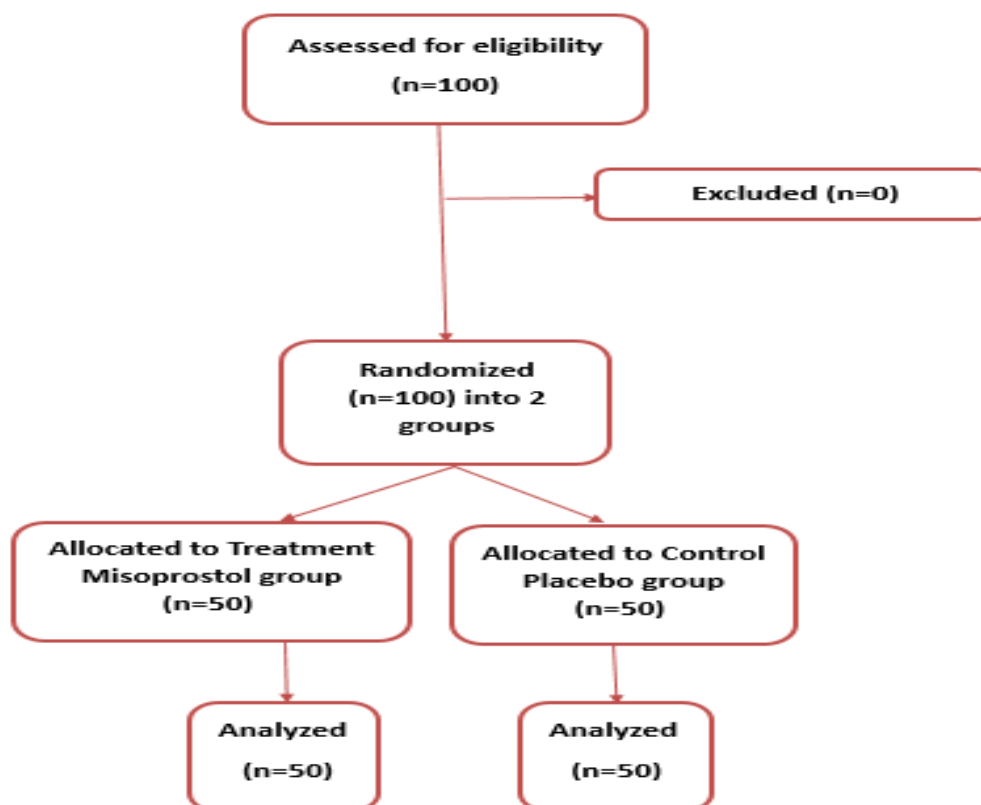 Assessed for eligibility
(n=100)
Excluded (n=0)
Randomized
(n=100) into 2
groups
Allocated to Treatment
Misoprostol group
(n=50)
Allocated to Control
Placebo group
(n=50)
Analyzed
(n=50)
Analyzed
(n=50)